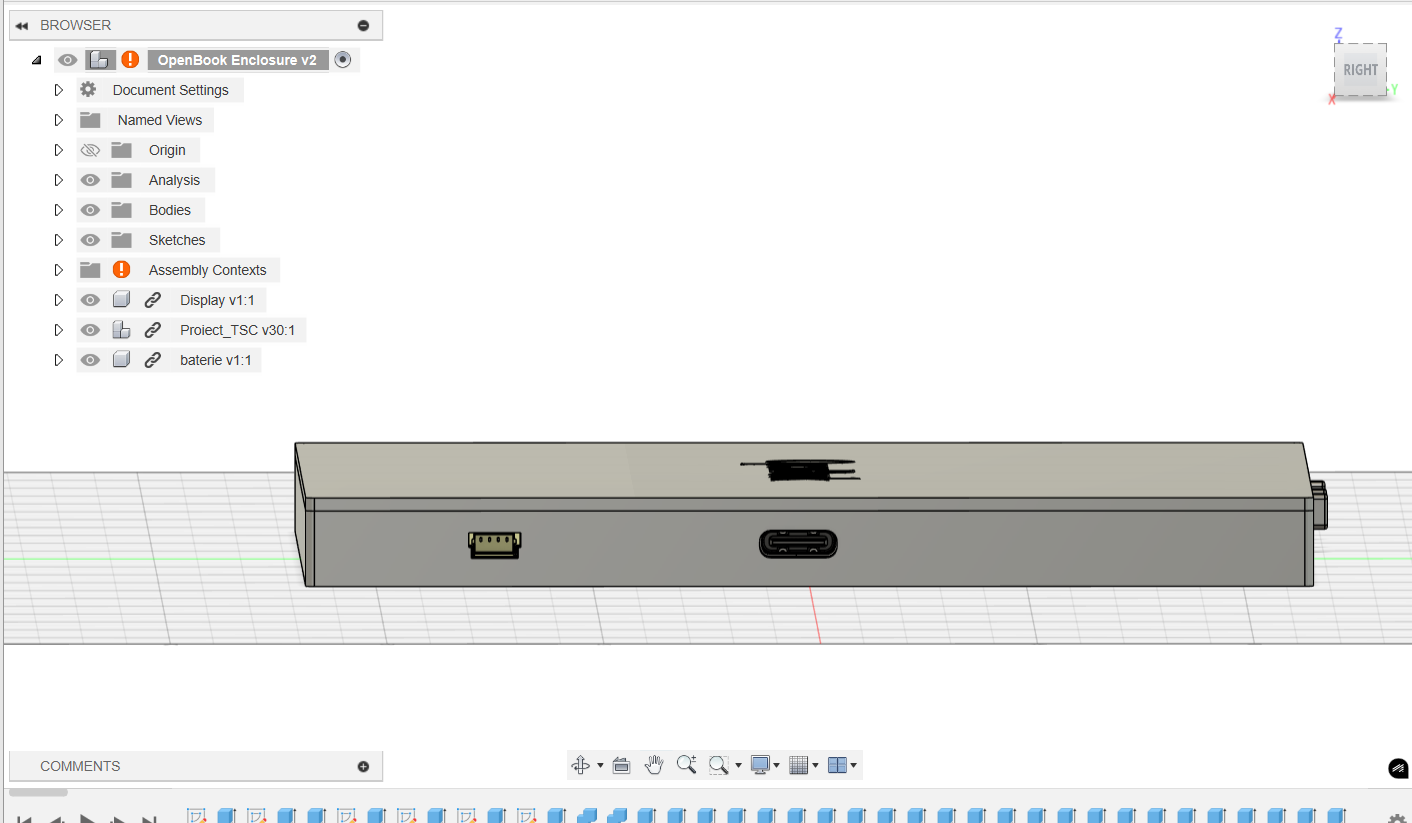 BROWSER
OpenBook Enclosure v2
Document Settings
Named Views
Origin
Analysis
Bodies
Sketches
Assembly Contexts
Display v1:1
Proiect_TSC v30:1
baterie v1:1
Z
RIGHT
X
Y
COMMENTS